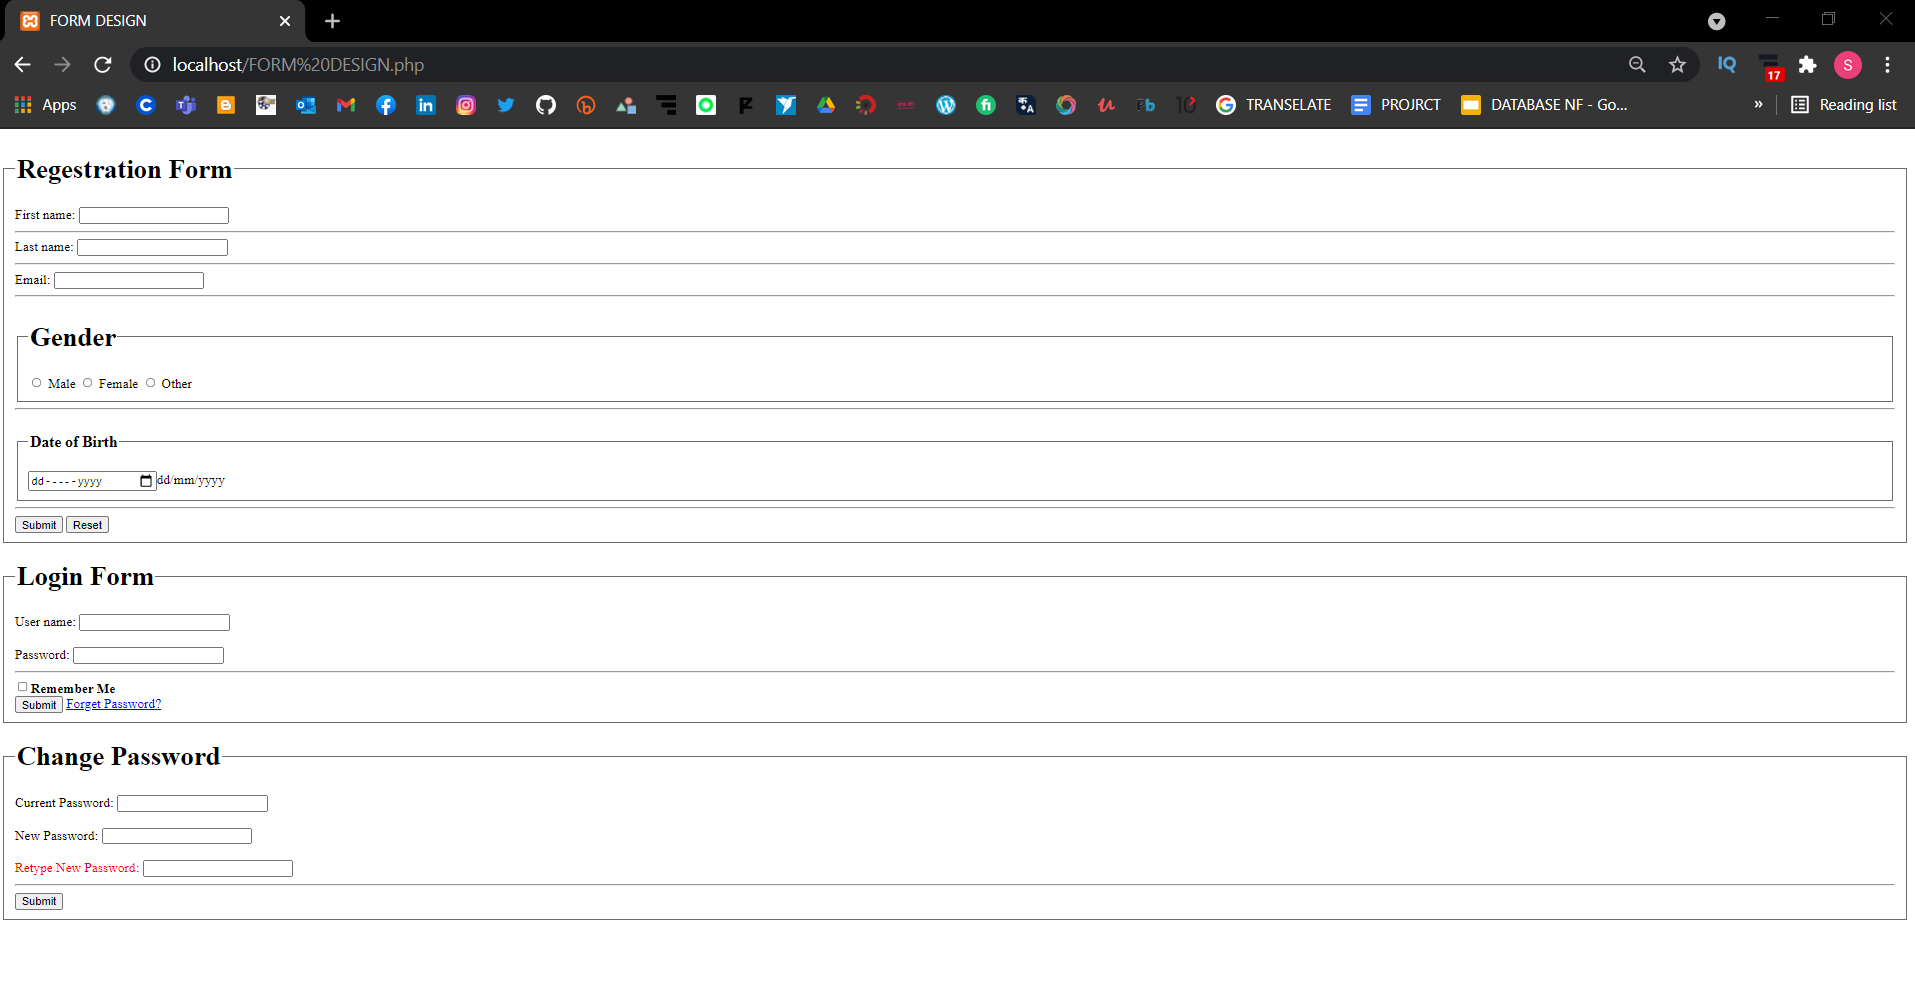 FORM DESIGN
localhost/FORM%20DESIGN.php
IQ
17
S
Apps
TRANSELATE
PROJRCT
DATABASE NF - Go...
»
Reading list
Regestration Form
First name:
Last name:
Email:
Gender
Male Female Other
Date of Birth
dd-----yyyy dd/mm/yyyy
Submit Reset
Login Form
User name:
Password:
Remember Me
Submit Forget Password?
Change Password
Current Password:
New Password:
Retype New Password:
Submit